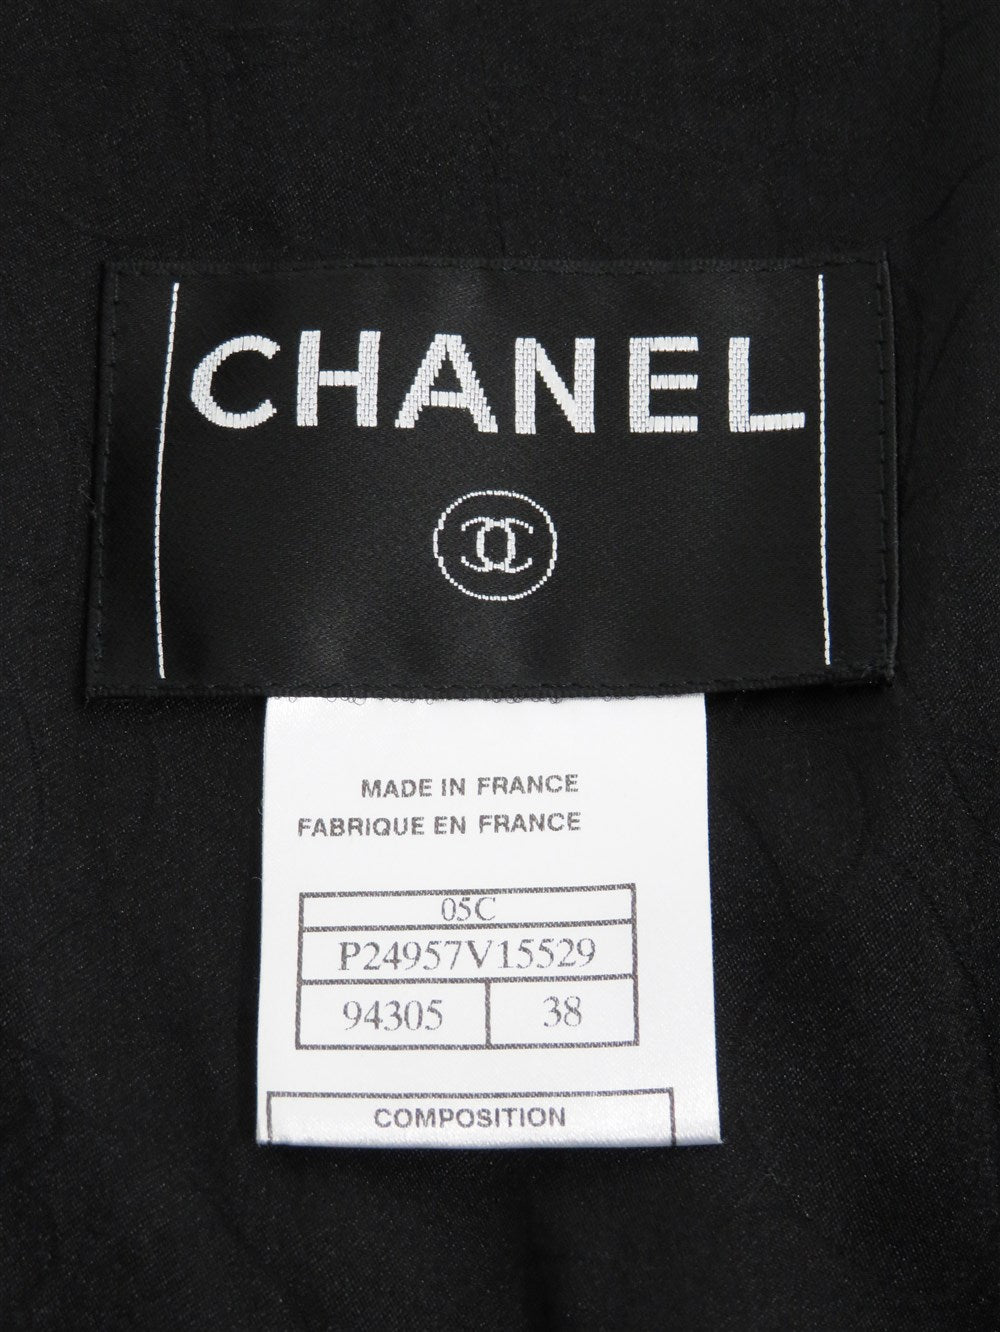 CHANEL
MADE IN FRANCE
FABRIQUE EN FRANCE
05C
P24957V15529
94305 38
COMPOSITION